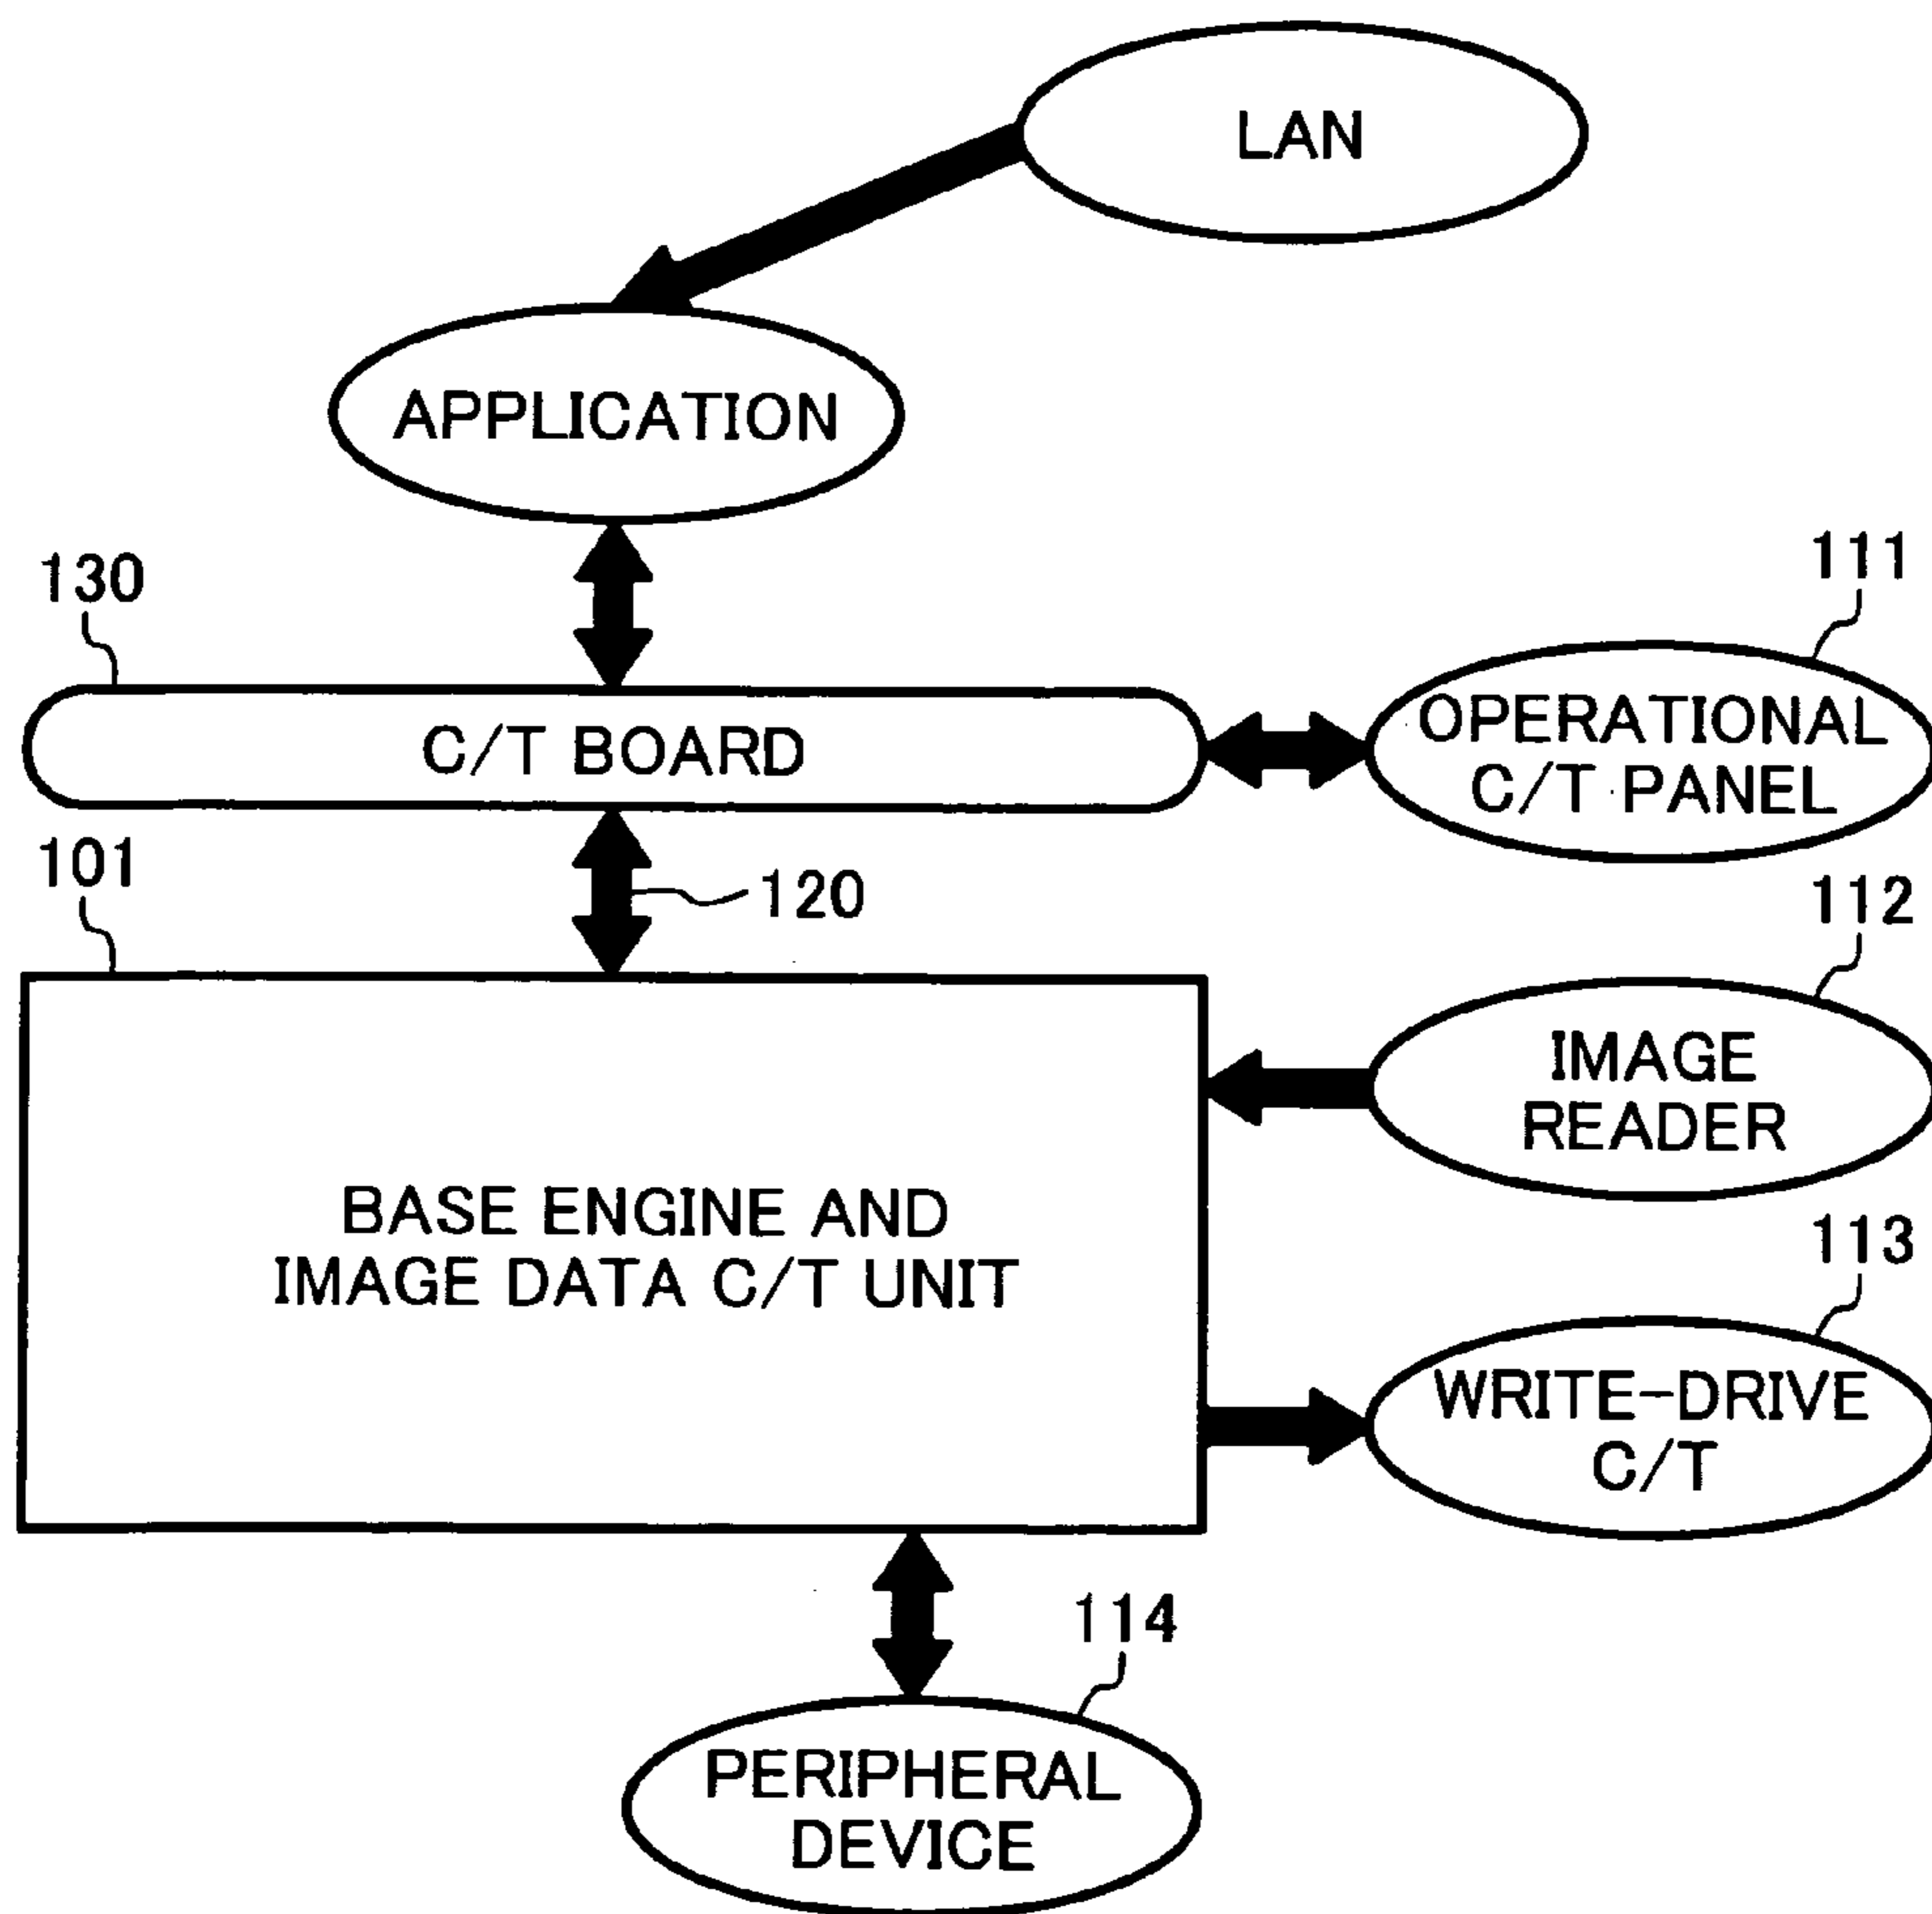 LAN
APPLICATION
130
111
C/T BOARD
OPERATIONAL
C/T PANEL
101
120
112
IMAGE
READER
BASE ENGINE AND
IMAGE DATA C/T UNIT
113
WRITE-DRIVE
C/T
114
PERIPHERAL
DEVICE